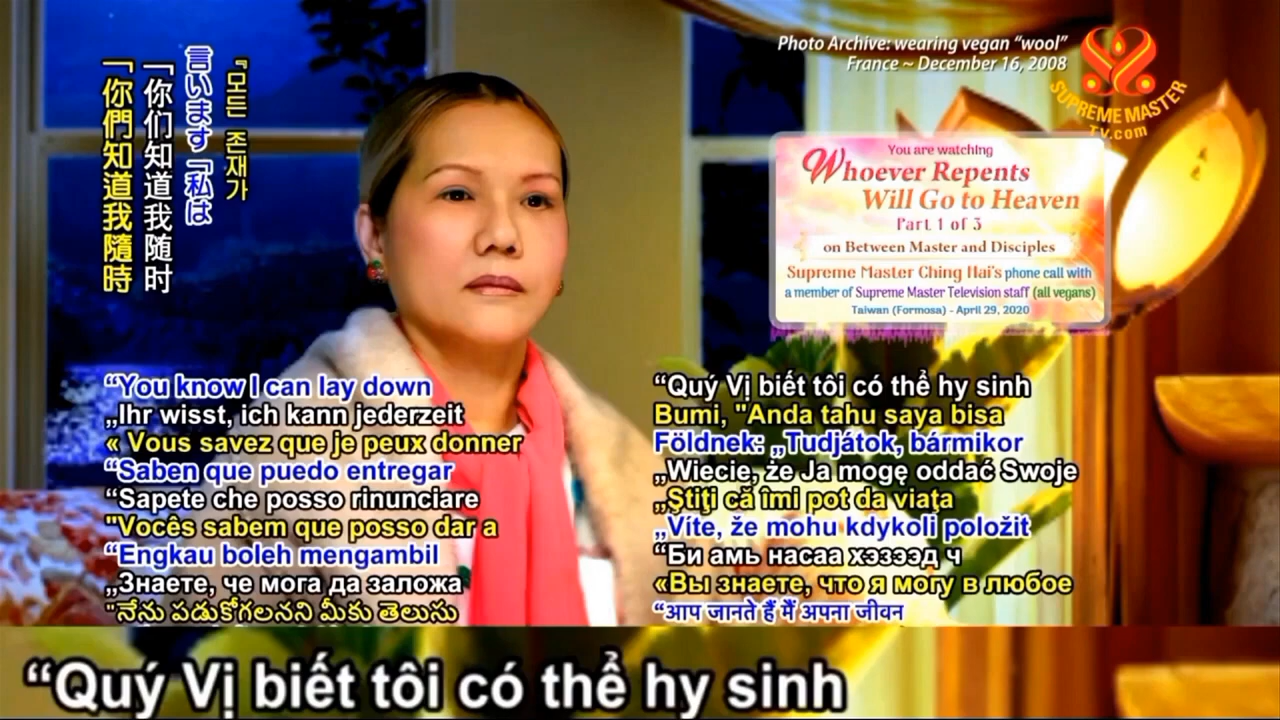 Photo Archive: wearing vegan “wool”
France ~ December 16, 2008
SUPREME MASTER
TV.com
『모든 존재가
言います「私は
「你们知道我随时
「你們知道我隨時
You are watching
Whoever Repents
Will Go to Heaven
Part 1 of 3
on Between Master and Disciples
Supreme Master Ching Hai's phone call with
a member of Supreme Master Television staff (all vegans)
Taiwan (Formosa) - April 29, 2020
“You know I can lay down
„Ihr wisst, ich kann jederzeit
« Vous savez que je peux donner
“Saben que puedo entregar
“Sapete che posso rinunciare
"Vocês sabem que posso dar a
“Engkau boleh mengambil
„Знаете, че мога да заложа
"నేను పడుకోగలనని మీకు తెలుసు
“Quý Vị biết tôi có thể hy sinh
Bumi, "Anda tahu saya bisa
Földnek: „Tudjátok, bármikor
„Wiecie, że Ja mogę oddać Swoje
„Ştiţi că îmi pot da viaţa
„Víte, že mohu kdykoli položit
“Би амь насаа хэзээд ч
«Вы знаете, что я могу в любое
“आप जानते हैं मैं अपना जीवन
“Quý Vị biết tôi có thể hy sinh